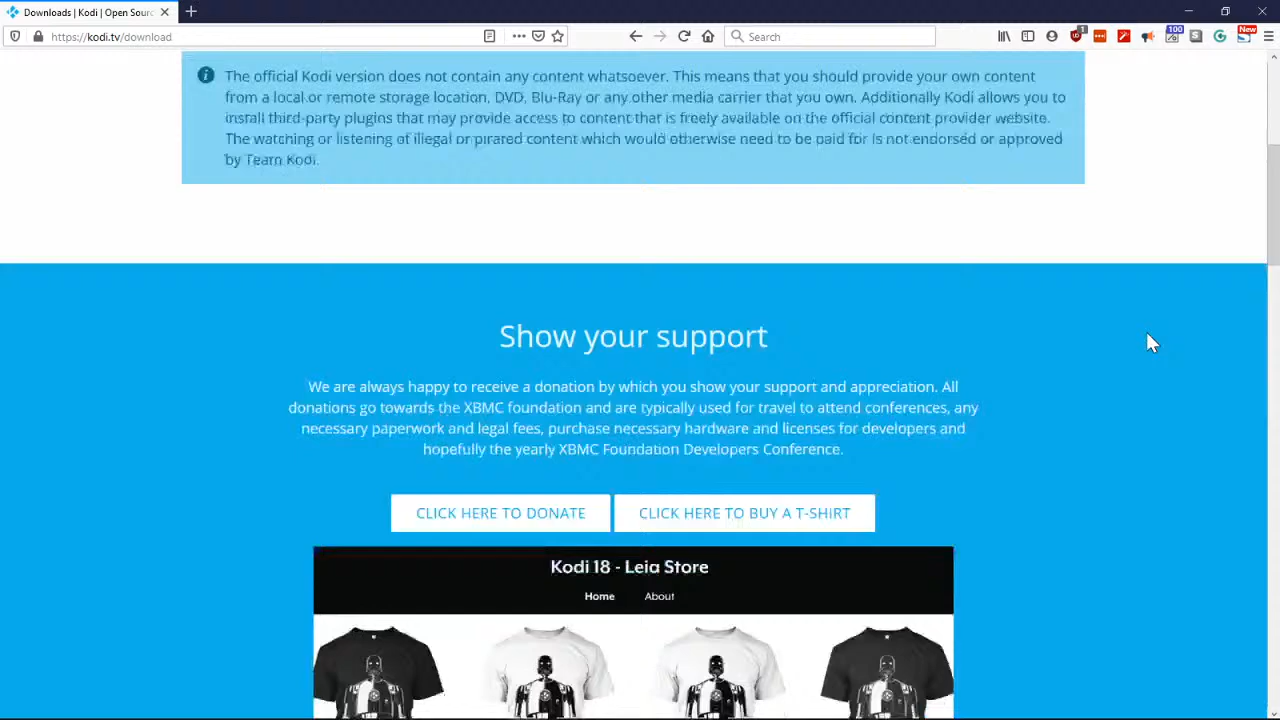 Downloads | Kodi | Open Sourc
https://kodi.tv/download
Search
1
100
New
The official Kodi version does not contain any content whatsoever. This means that you should provide your own content
from a local or remote storage location, DVD, Blu-Ray or any other media carrier that you own. Additionally Kodi allows you to
install third-party plugins that may provide access to content that is freely available on the official content provider website.
The watching or listening of illegal or pirated content which would otherwise need to be paid for is not endorsed or approved
by Team Kodi.
Show your support
We are always happy to receive a donation by which you show your support and appreciation. All
donations go towards the XBMC foundation and are typically used for travel to attend conferences, any
necessary paperwork and legal fees, purchase necessary hardware and licenses for developers and
hopefully the yearly XBMC Foundation Developers Conference.
CLICK HERE TO DONATE
CLICK HERE TO BUY A T-SHIRT
Kodi 18 - Leia Store
Home About